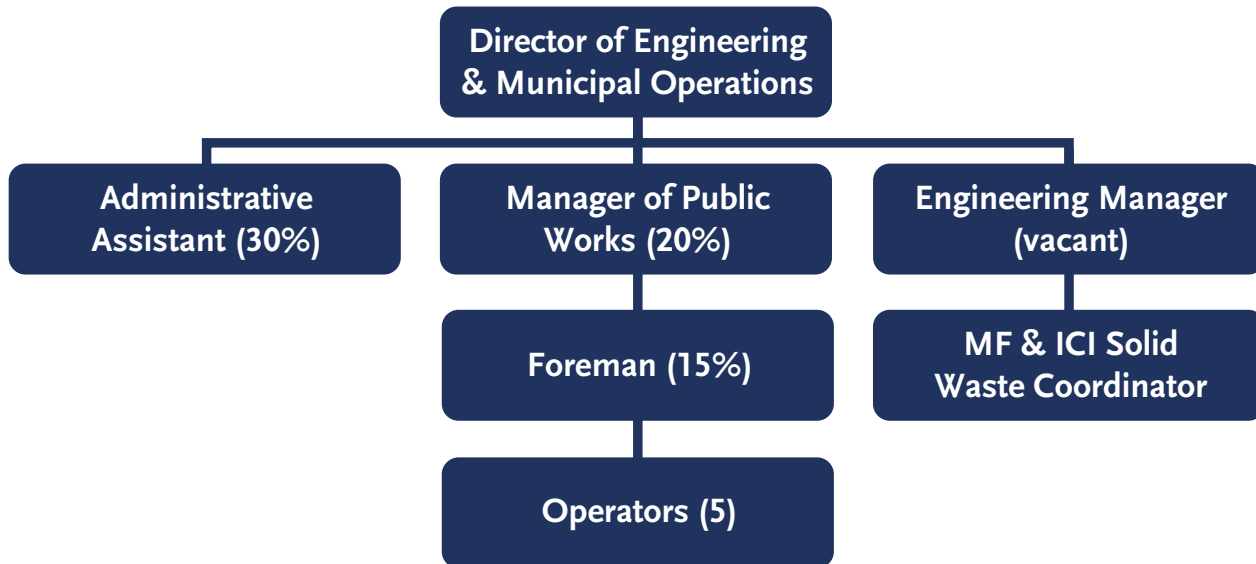 Director of Engineering
& Municipal Operations
Administrative
Assistant (30%)
Manager of Public
Works (20%)
Engineering Manager
(vacant)
Foreman (15%)
MF & ICI Solid
Waste Coordinator
Operators (5)